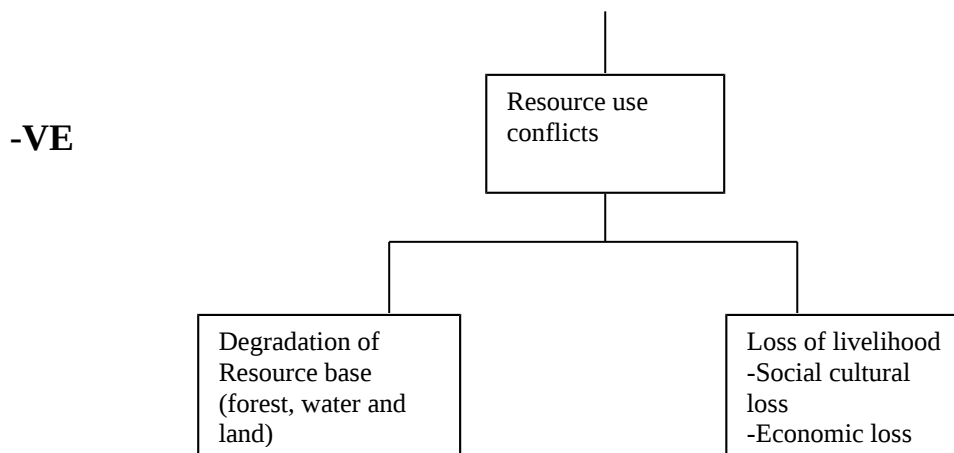 Resource use
conflicts
-VE
Degradation of
Resource base
(forest, water and
land)
Loss of livelihood
-Social cultural
loss
-Economic loss